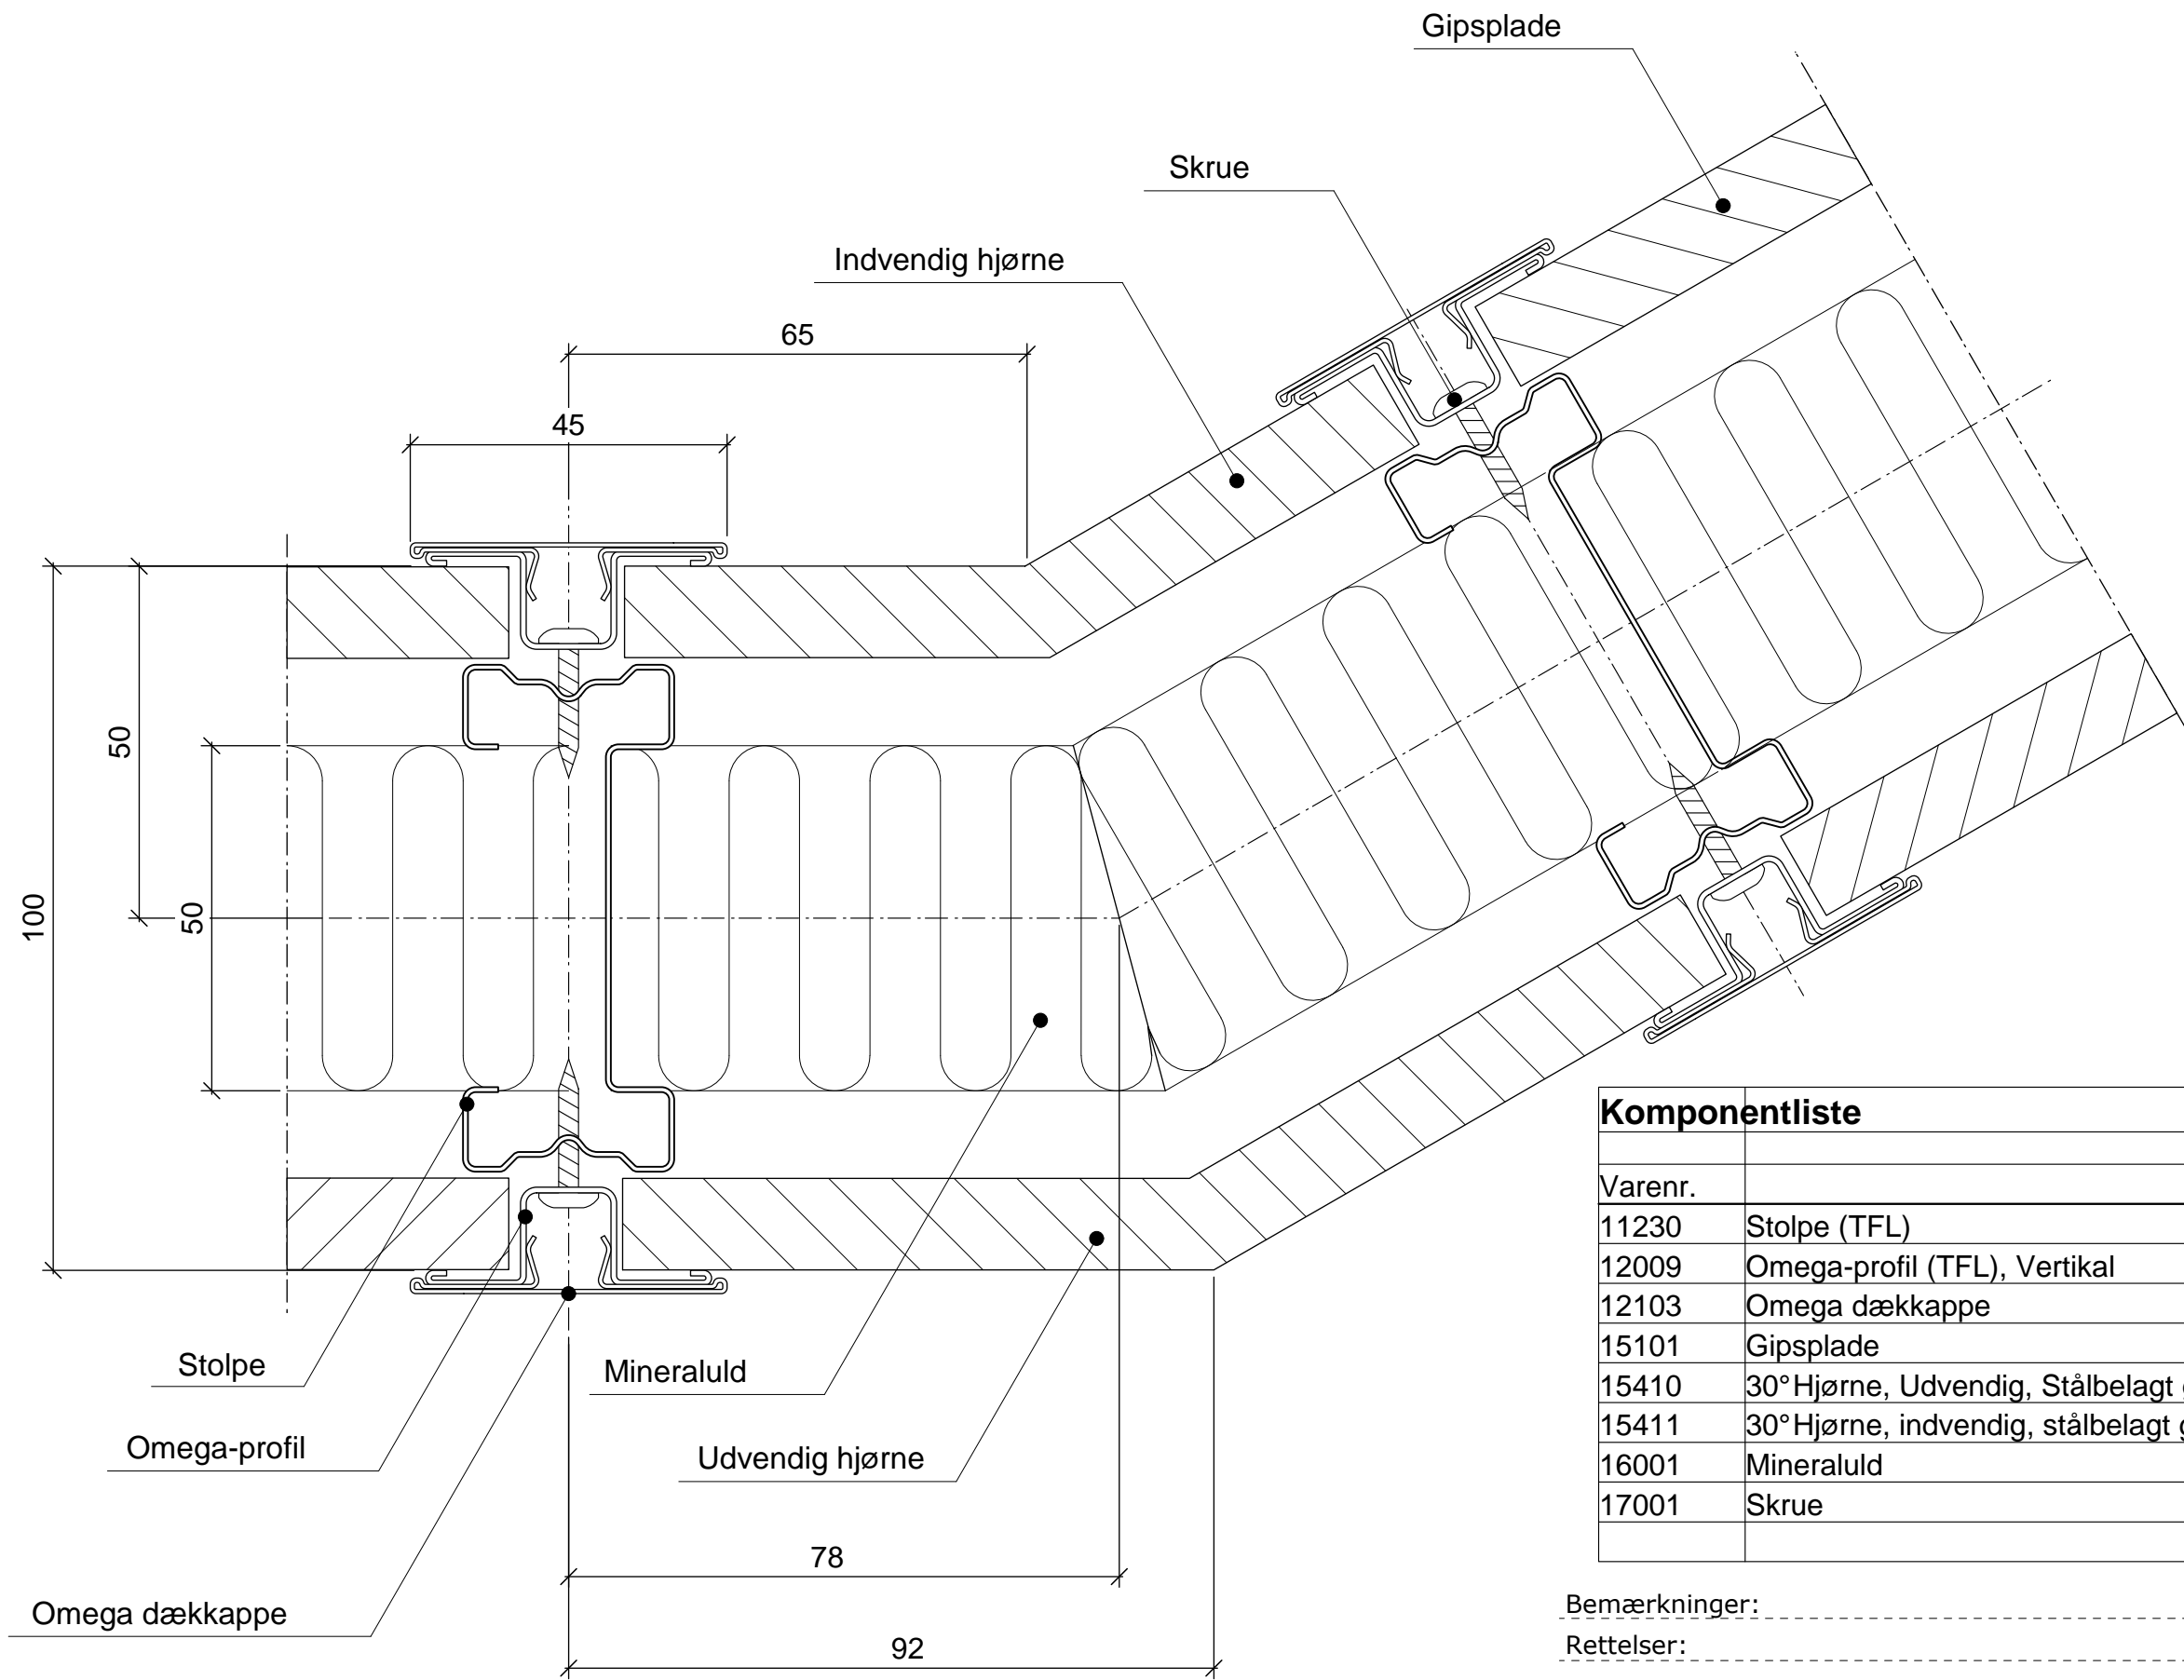 Gipsplade
Skrue
Indvendig hjørne
65
45
50
100
50
Stolpe
Mineraluld
Omega-profil
Udvendig hjørne
78
Omega dækkappe
92
Komponentliste
Varenr.
11230 Stolpe (TFL)
12009 Omega-profil (TFL), Vertikal
12103 Omega dækkappe
15101 Gipsplade
15410 30° Hjørne, Udvendig, Stålbelagt
15411 30° Hjørne, indvendig, stålbelagt
16001 Mineraluld
17001 Skrue
Bemærkninger:
Rettelser: